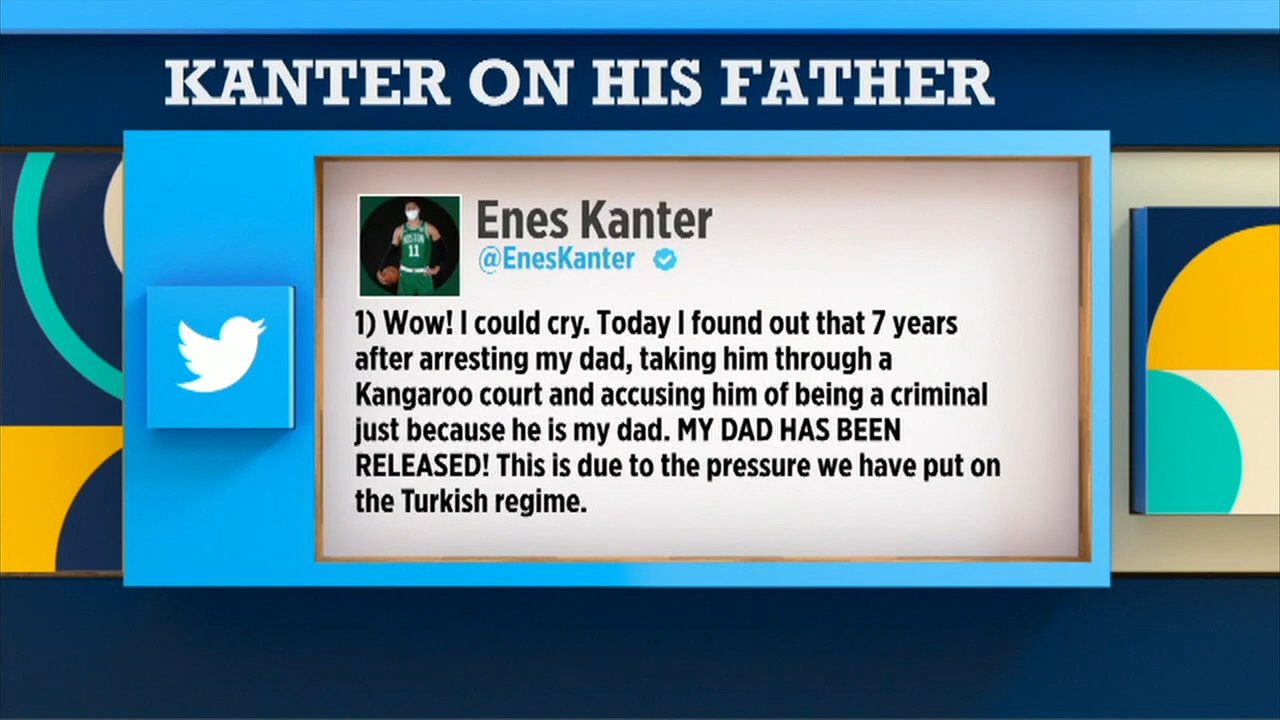 KANTER ON HIS FATHER
Enes Kanter
@EnesKanter
BOSTON
11
1) Wow! I could cry. Today I found out that 7 years
after arresting my dad, taking him through a
Kangaroo court and accusing him of being a criminal
just because he is my dad. MY DAD HAS BEEN
RELEASED! This is due to the pressure we have put on
the Turkish regime.